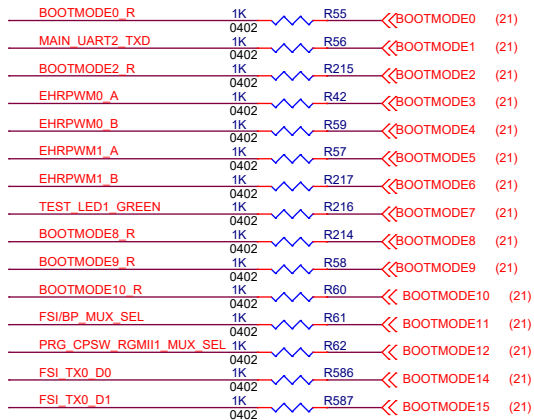 BOOTMODE0_R 1K 0402 R55 BOOTMODE0 (21)
MAIN_UART2_TXD 1K 0402 R56 BOOTMODE1 (21)
BOOTMODE2_R 1K 0402 R215 BOOTMODE2 (21)
EHRPWM0_A 1K 0402 R42 BOOTMODE3 (21)
EHRPWM0_B 1K 0402 R59 BOOTMODE4 (21)
EHRPWM1_A 1K 0402 R57 BOOTMODE5 (21)
EHRPWM1_B 1K 0402 R217 BOOTMODE6 (21)
TEST_LED1_GREEN 1K 0402 R216 BOOTMODE7 (21)
BOOTMODE8_R 1K 0402 R214 BOOTMODE8 (21)
BOOTMODE9_R 1K 0402 R58 BOOTMODE9 (21)
BOOTMODE10_R 1K 0402 R60 BOOTMODE10 (21)
FSI/BP_MUX_SEL 1K 0402 R61 BOOTMODE11 (21)
PRG_CPSW_RGMII1_MUX_SEL 1K 0402 R62 BOOTMODE12 (21)
FSI_TX0_D0 1K 0402 R586 BOOTMODE14 (21)
FSI_TX0_D1 1K 0402 R587 BOOTMODE15 (21)